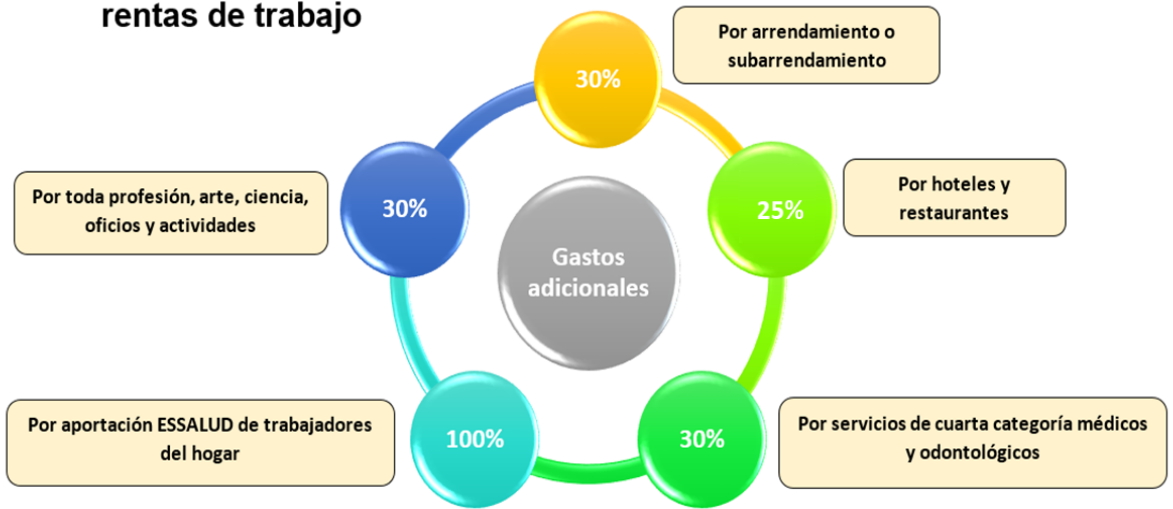 rentas de trabajo
30%
Por arrendamiento o
subarrendamiento
25%
Por hoteles y
restaurantes
30%
Por servicios de cuarta categoría médicos
y odontológicos
100%
Por aportación ESSALUD de trabajadores
del hogar
30%
Por toda profesión, arte, ciencia,
oficios y actividades
Gastos
adicionales